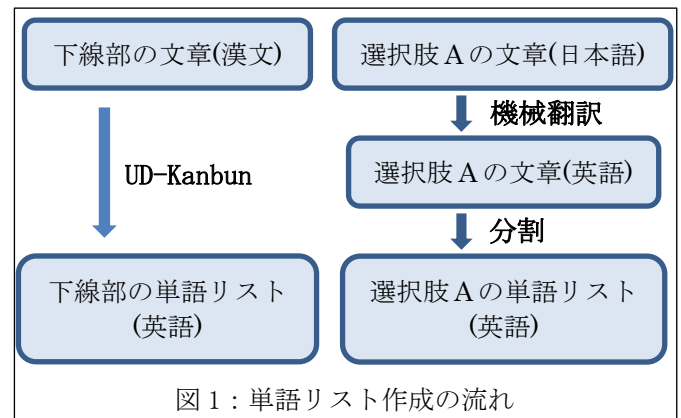 下線部の文章(漢文)
UD-Kanbun
下線部の単語リスト
(英語)
選択肢Aの文章(日本語)
機械翻訳
選択肢Aの文章(英語)
分割
選択肢Aの単語リスト
(英語)
図1：単語リスト作成の流れ